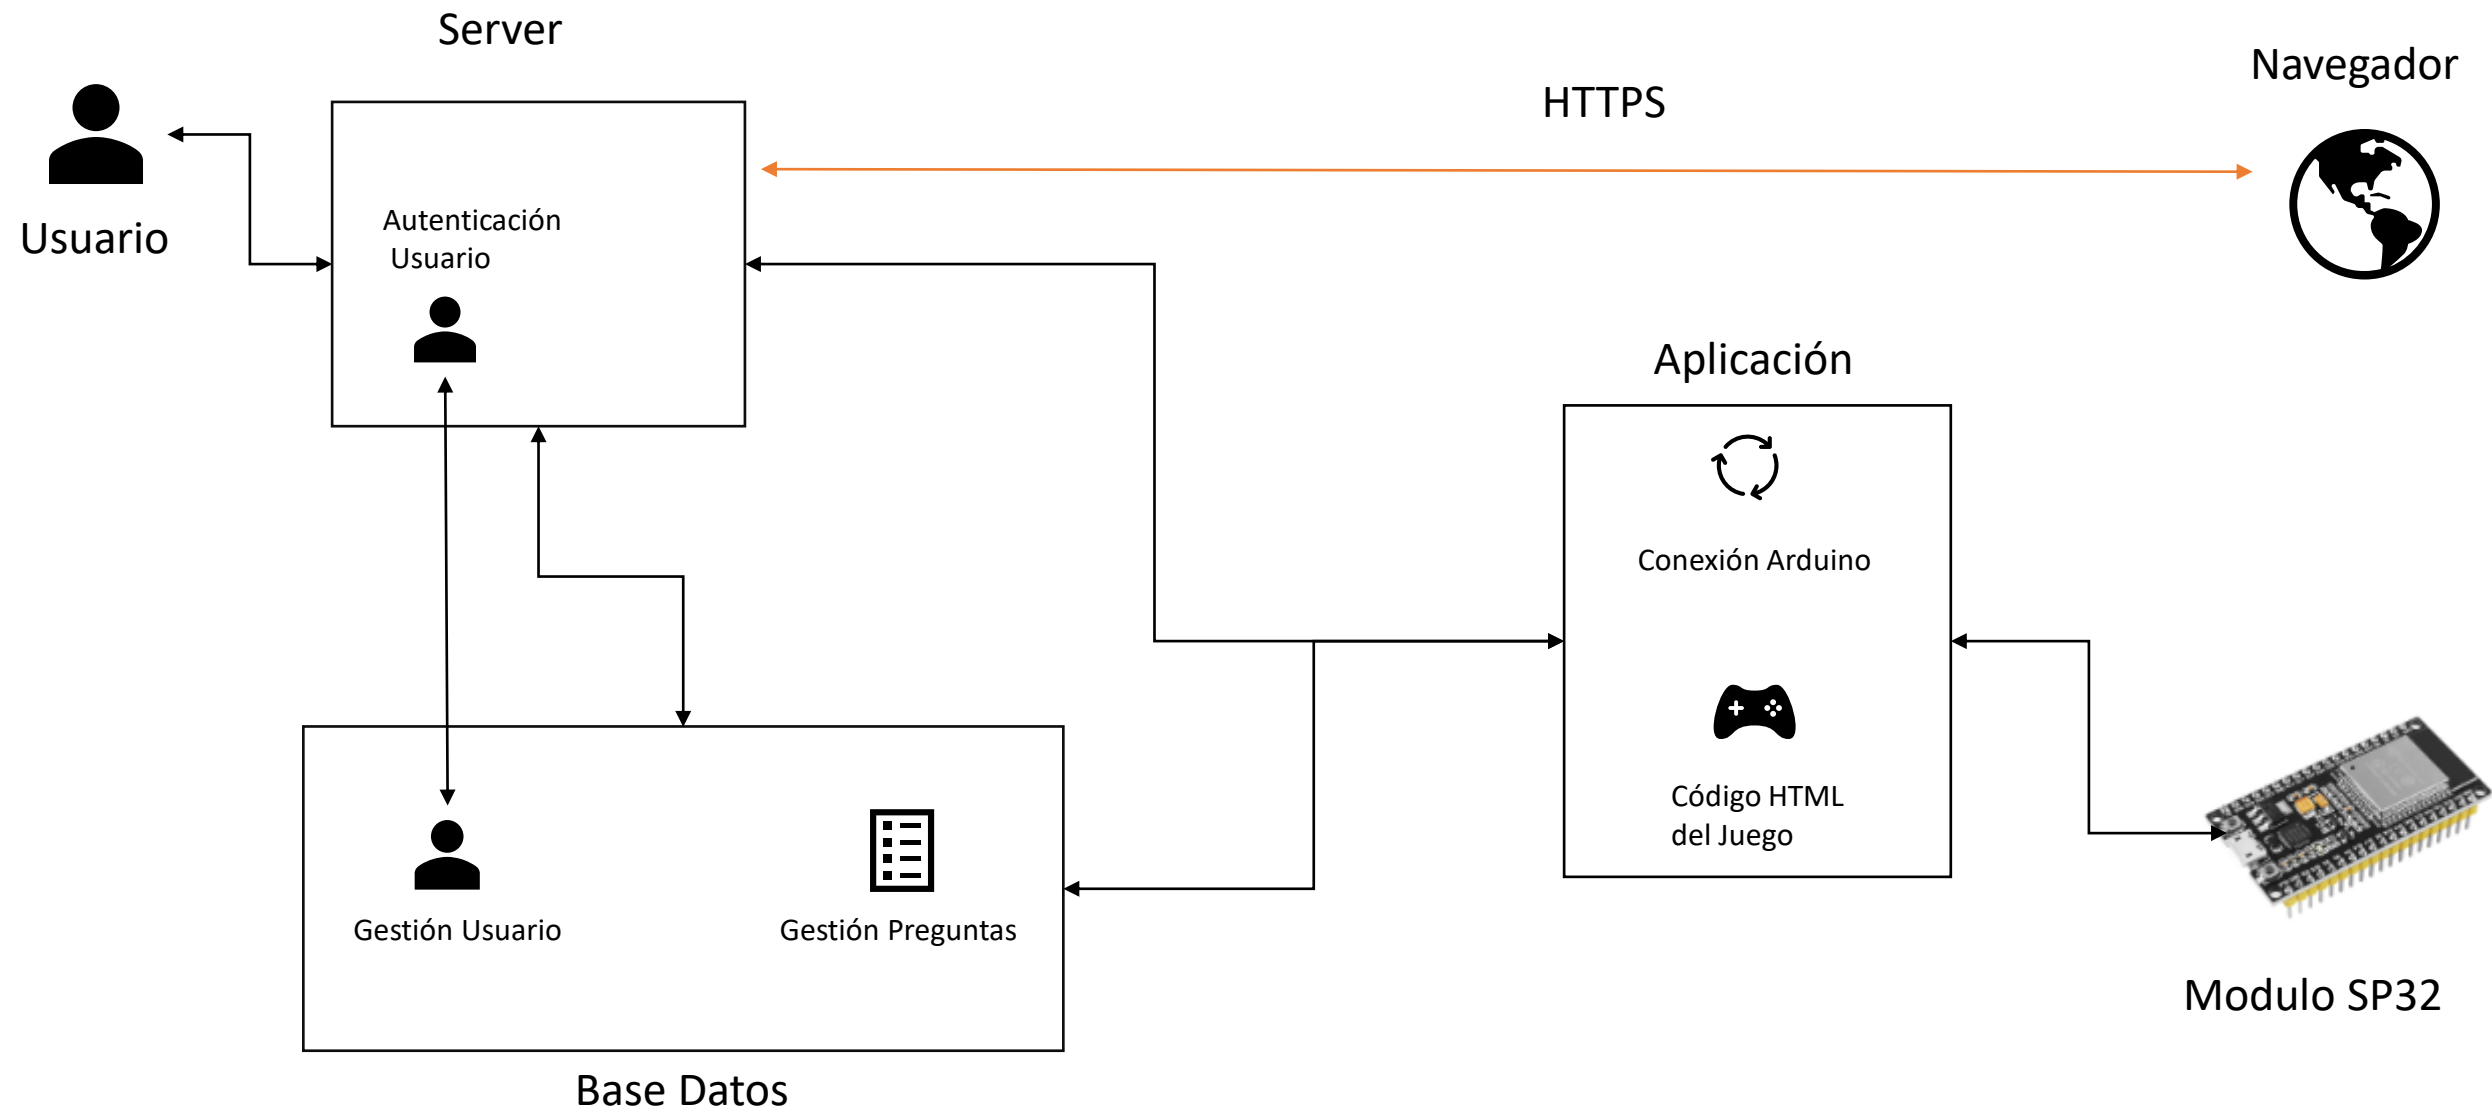 Server
Navegador
HTTPS
Usuario
Autenticación
Usuario
Aplicación
Conexión Arduino
Código HTML
del Juego
Gestión Usuario
Gestión Preguntas
Modulo SP32
Base Datos